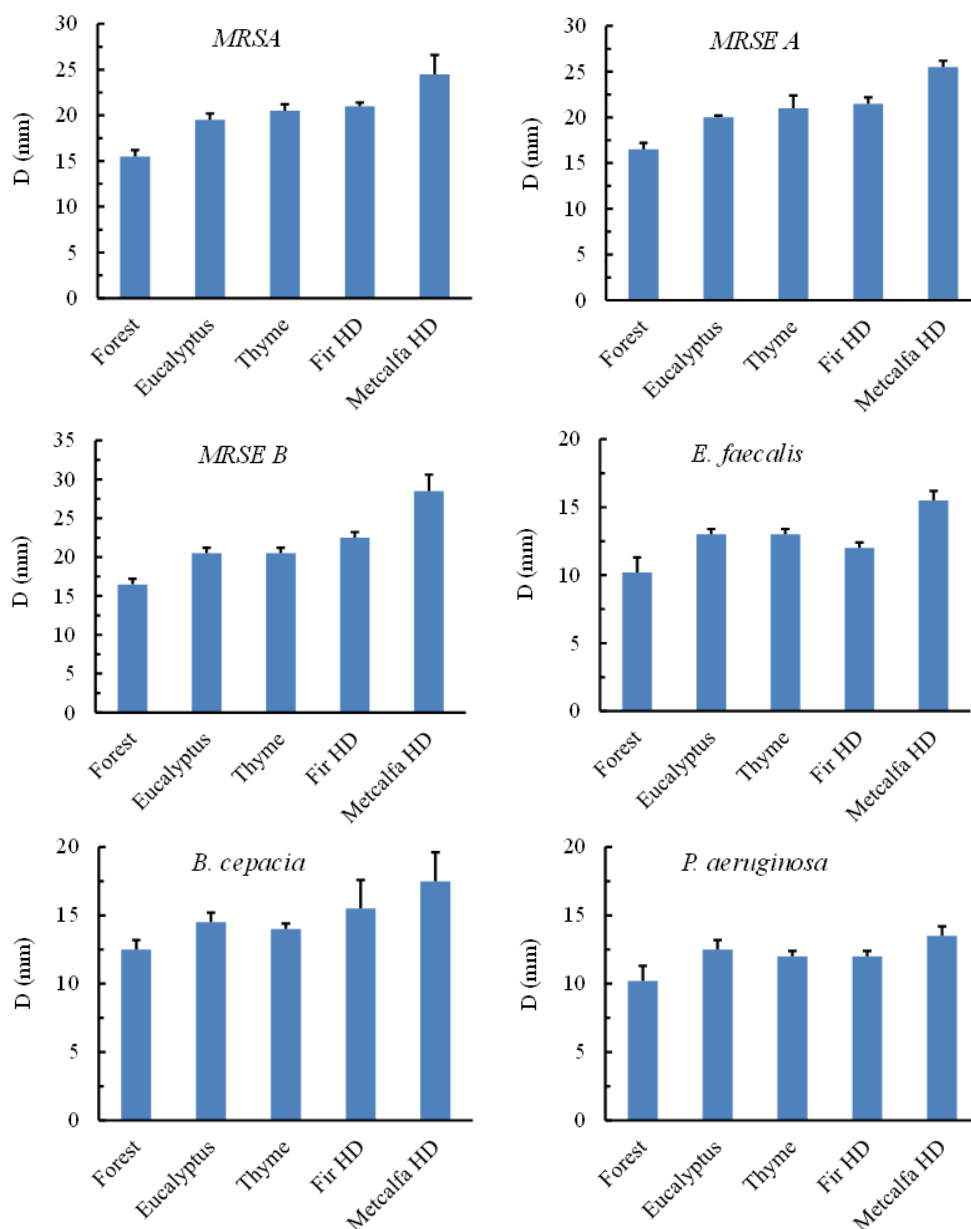 MRSA
D (mm)
30
25
20
15
10
5
0
Forest
Eucalyptus
Thyme
Fir HD
Metcalfa HD
MRSE A
D (mm)
30
25
20
15
10
5
0
Forest
Eucalyptus
Thyme
Fir HD
Metcalfa HD
MRSE B
D (mm)
35
30
25
20
15
10
5
0
Forest
Eucalyptus
Thyme
Fir HD
Metcalfa HD
E. faecalis
D (mm)
20
15
10
5
0
Forest
Eucalyptus
Thyme
Fir HD
Metcalfa HD
B. cepacia
D (mm)
20
15
10
5
0
Forest
Eucalyptus
Thyme
Fir HD
Metcalfa HD
P. aeruginosa
D (mm)
20
15
10
5
0
Forest
Eucalyptus
Thyme
Fir HD
Metcalfa HD